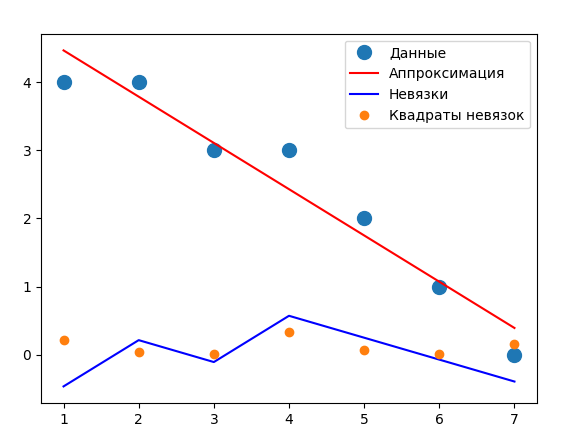 Данные
Аппроксимация
Невязки
Квадраты невязок
4
3
2
1
0
1 2 3 4 5 6 7